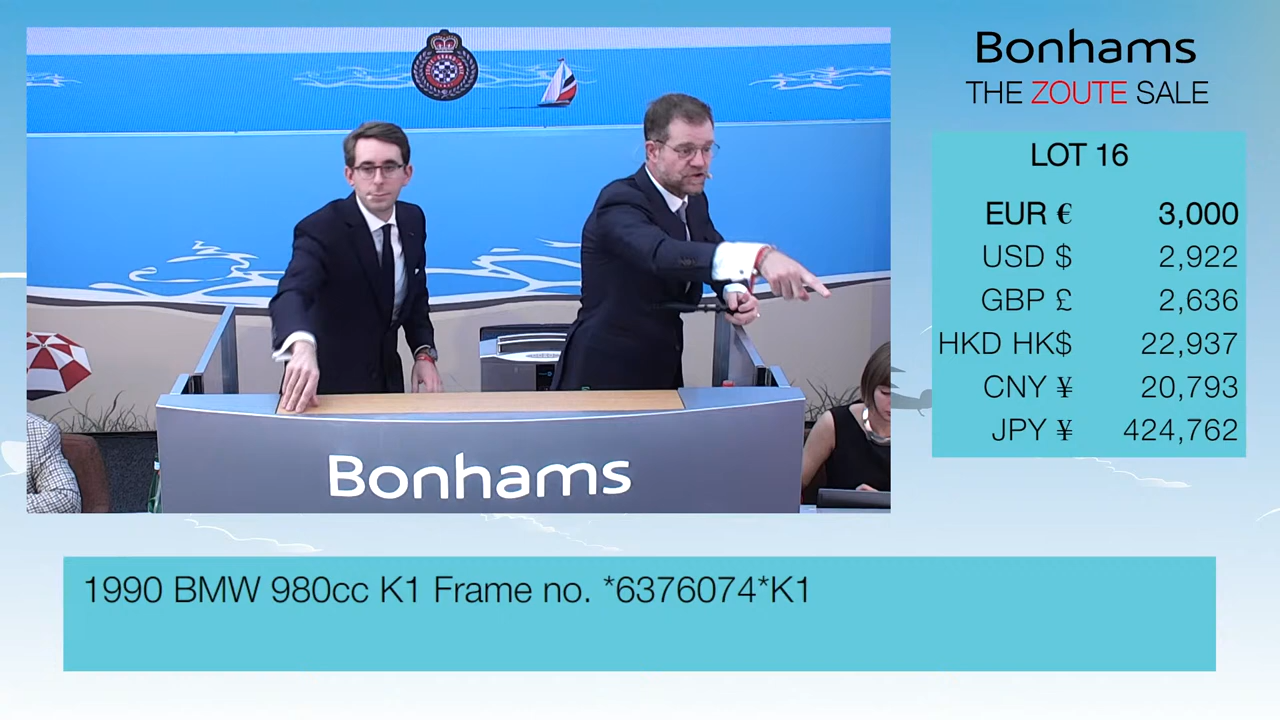 Bonhams
THE ZOUTE SALE
LOT 16
EUR € 3,000
USD $ 2,922
GBP £ 2,636
HKD HK$ 22,937
CNY ¥ 20,793
JPY ¥ 424,762
Bonhams
1990 BMW 980cc K1 Frame no. *6376074*K1